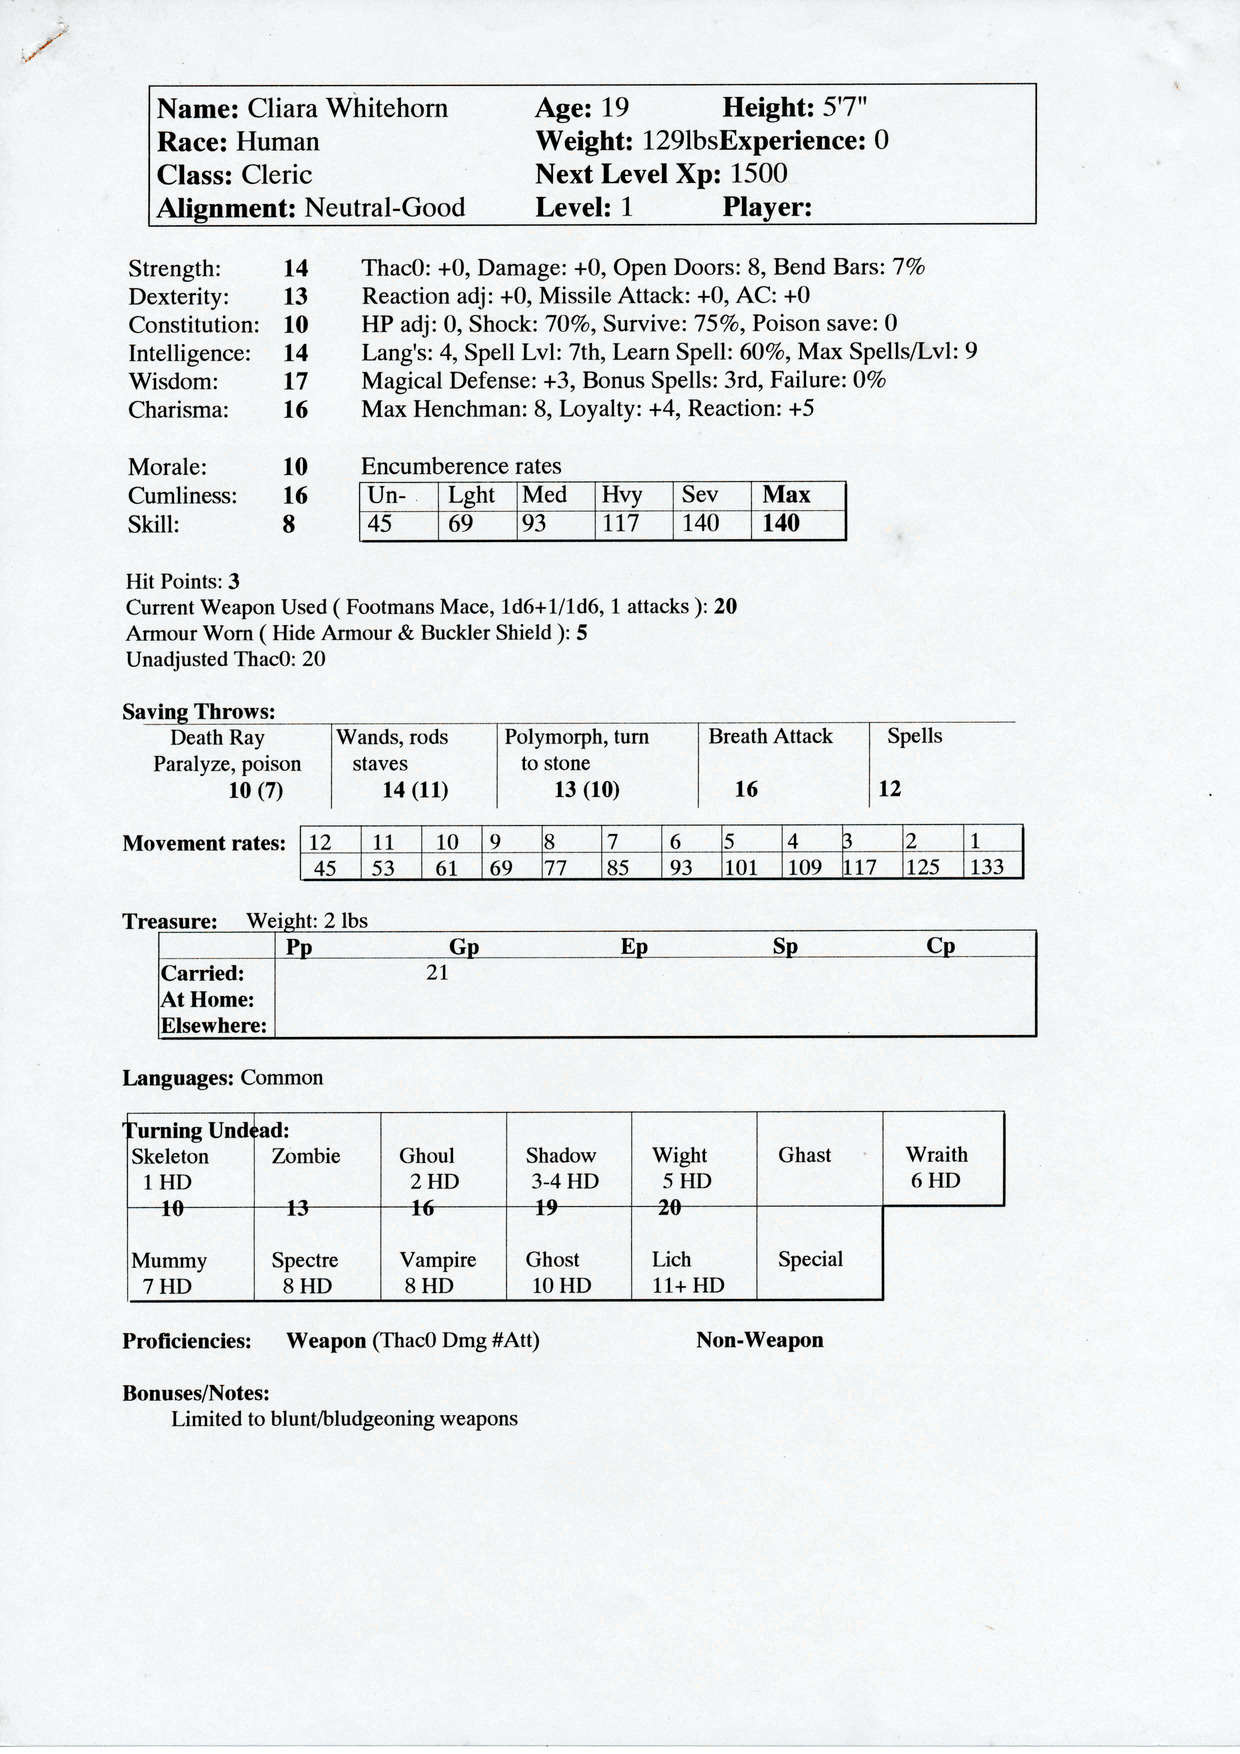 Name: Cliara Whitehorn Age: 19 Height: 5'7"
Race: Human Weight: 129lbsExperience: 0
Class: Cleric Next Level Xp: 1500
Alignment: Neutral-Good Level: 1 Player:
Strength: 14 Thac0: +0, Damage: +0, Open Doors: 8, Bend Bars: 7%
Dexterity: 13 Reaction adj: +0, Missile Attack: +0, AC: +0
Constitution: 10 HP adj: 0, Shock: 70%, Survive: 75%, Poison save: 0
Intelligence: 14 Lang's: 4, Spell Lvl: 7th, Learn Spell: 60%, Max Spells/Lvl: 9
Wisdom: 17 Magical Defense: +3, Bonus Spells: 3rd, Failure: 0%
Charisma: 16 Max Henchman: 8, Loyalty: +4, Reaction: +5
Morale: 10 Encumberence rates
Cumliness: 16 Un- Lght Med Hvy Sev Max
Skill: 8 45 69 93 117 140 140
Hit Points: 3
Current Weapon Used ( Footmans Mace, 1d6+1/1d6, 1 attacks ): 20
Armour Worn ( Hide Armour & Buckler Shield ): 5
Unadjusted Thac0: 20
Saving Throws:
Death Ray Wands, rods Polymorph, turn Breath Attack Spells
Paralyze, poison staves to stone
10 (7) 14 (11) 13 (10) 16 12
Movement rates: 12 11 10 9 8 7 6 5 4 3 2 1
45 53 61 69 77 85 93 101 109 117 125 133
Treasure: Weight: 2 lbs
Pp Gp Ep Sp Cp
Carried: 21
At Home:
Elsewhere:
Languages: Common
Turning Undead:
Skeleton Zombie Ghoul Shadow Wight Ghast Wraith
1 HD 2 HD 3-4 HD 5 HD 6 HD
10 13 16 19 20
Mummy Spectre Vampire Ghost Lich Special
7 HD 8 HD 8 HD 10 HD 11+ HD
Proficiencies: Weapon (Thac0 Dmg #Att) Non-Weapon
Bonuses/Notes:
Limited to blunt/bludgeoning weapons